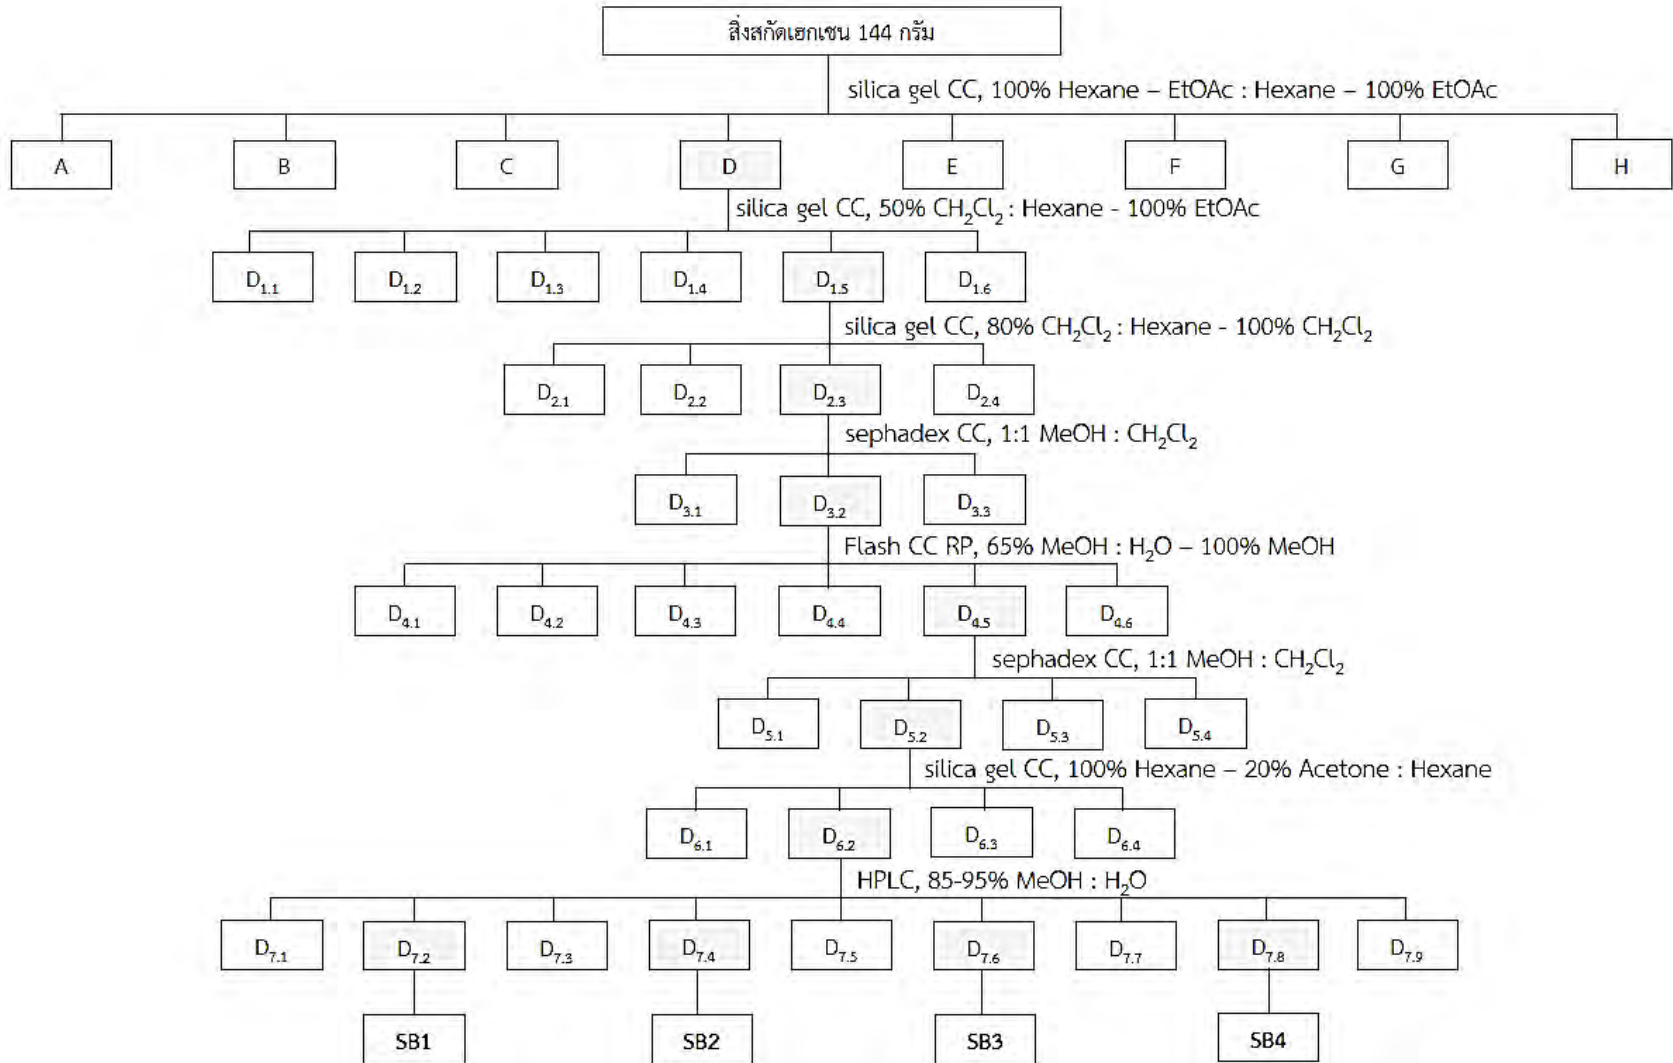 สิ่งสกัดเฮกเซน 144 กรัม
silica gel CC, 100% Hexane – EtOAc : Hexane – 100% EtOAc
A B C D E F G H
silica gel CC, 50% CH₂Cl₂ : Hexane - 100% EtOAc
D₁.₁ D₁.₂ D₁.₃ D₁.₄ D₁.₅ D₁.₆
silica gel CC, 80% CH₂Cl₂ : Hexane - 100% CH₂Cl₂
D₂.₁ D₂.₂ D₂.₃ D₂.₄
sephadex CC, 1:1 MeOH : CH₂Cl₂
D₃.₁ D₃.₂ D₃.₃
Flash CC RP, 65% MeOH : H₂O – 100% MeOH
D₄.₁ D₄.₂ D₄.₃ D₄.₄ D₄.₅ D₄.₆
sephadex CC, 1:1 MeOH : CH₂Cl₂
D₅.₁ D₅.₂ D₅.₃ D₅.₄
silica gel CC, 100% Hexane – 20% Acetone : Hexane
D₆.₁ D₆.₂ D₆.₃ D₆.₄
HPLC, 85-95% MeOH : H₂O
D₇.₁ D₇.₂ D₇.₃ D₇.₄ D₇.₅ D₇.₆ D₇.₇ D₇.₈ D₇.₉
SB1 SB2 SB3 SB4